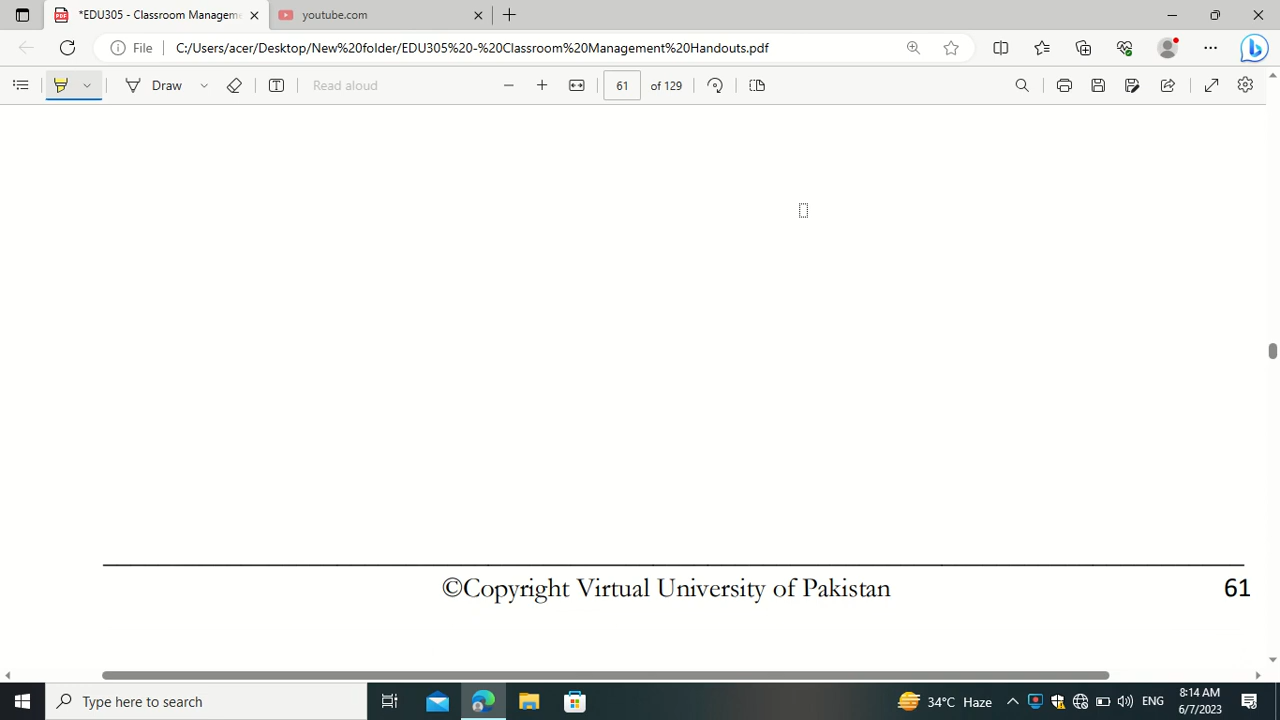 *EDU305 - Classroom Manageme
youtube.com
File
C:/Users/acer/Desktop/New%20folder/EDU305%20-%20Classroom%20Management%20Handouts.pdf
Draw
Read aloud
61
of 129
©Copyright Virtual University of Pakistan
61
Type here to search
34°C Haze
ENG
8:14 AM
6/7/2023